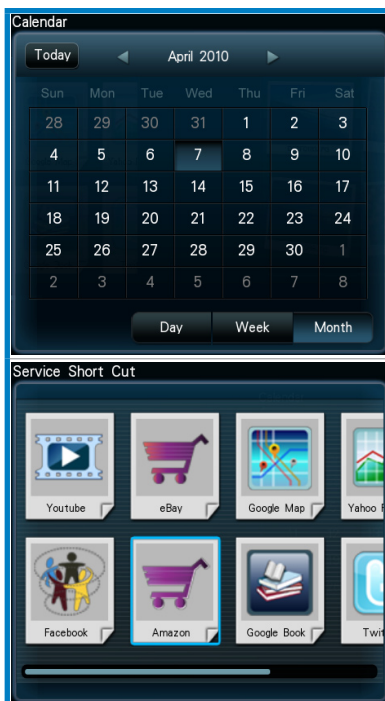 Calendar
Today April 2010
Sun Mon Tue Wed Thu Fri Sat
28 29 30 31 1 2 3
4 5 6 7 8 9 10
11 12 13 14 15 16 17
18 19 20 21 22 23 24
25 26 27 28 29 30 1
2 3 4 5 6 7 8
Day Week Month
Service Short Cut
Youtube eBay Google Map Yahoo
Facebook Amazon Google Book